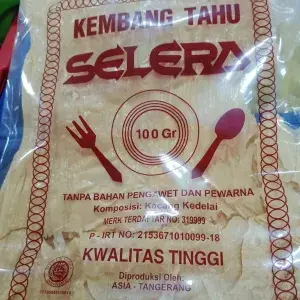 KEMBANG TAHU
SELERA
100 Gr
TANPA BAHAN PENGAWET DAN PEWARNA
Komposisi: Kacang Kedelai
MERK TERDAFTAR NO: 319999
P - IRT NO: 2153671010099-18
KWALITAS TINGGI
Diproduksi Oleh:
ASIA - TANGERANG